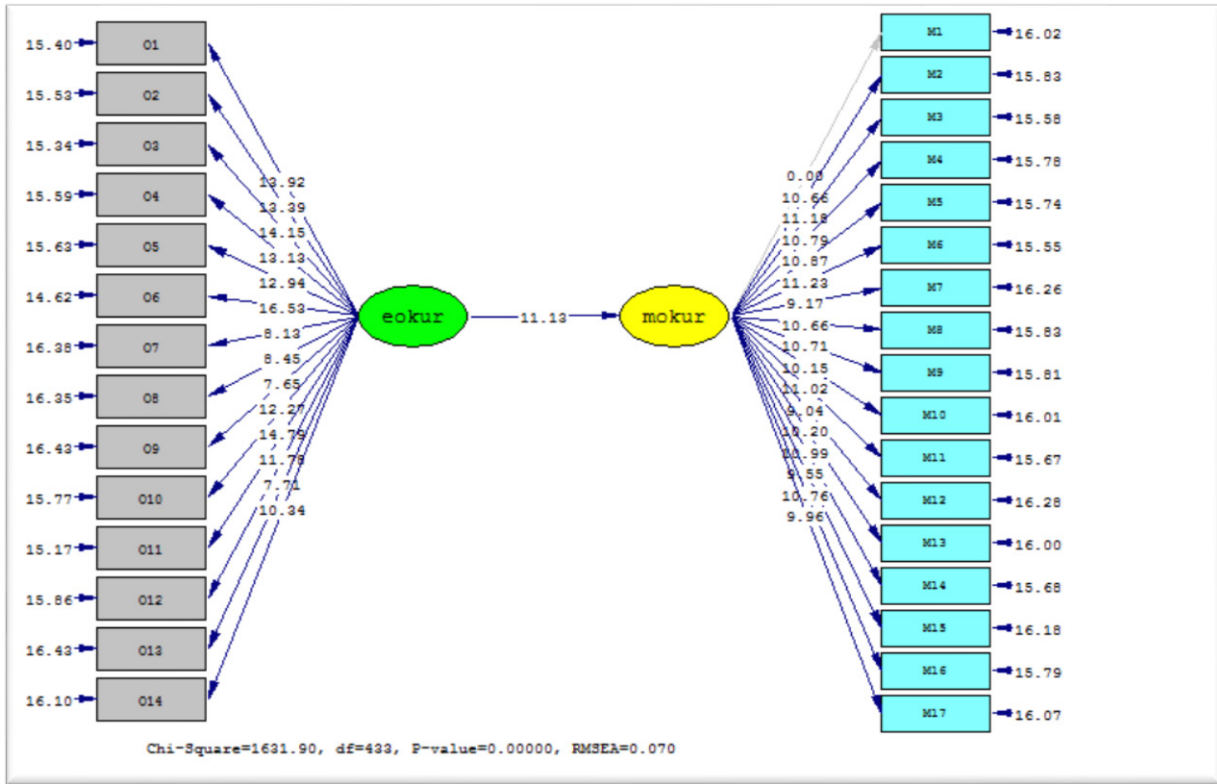 15.40 O1
15.53 O2
15.34 O3
15.59 O4
15.63 O5
14.62 O6
16.38 O7
16.35 O8
16.43 O9
15.77 O10
15.17 O11
15.86 O12
16.43 O13
16.10 O14
13.92
13.39
14.15
13.13
12.94
16.53
8.13
8.45
7.65
12.27
14.79
11.78
7.71
10.34
eokur
11.13
mokur
0.00
10.66
11.18
10.79
10.87
11.23
9.17
10.66
10.71
10.15
11.02
9.04
10.20
10.99
9.55
10.76
9.96
M1 16.02
M2 15.83
M3 15.58
M4 15.78
M5 15.74
M6 15.55
M7 16.26
M8 15.83
M9 15.81
M10 16.01
M11 15.67
M12 16.28
M13 16.00
M14 15.68
M15 16.18
M16 15.79
M17 16.07
Chi-Square=1631.90, df=433, P-value=0.00000, RMSEA=0.070